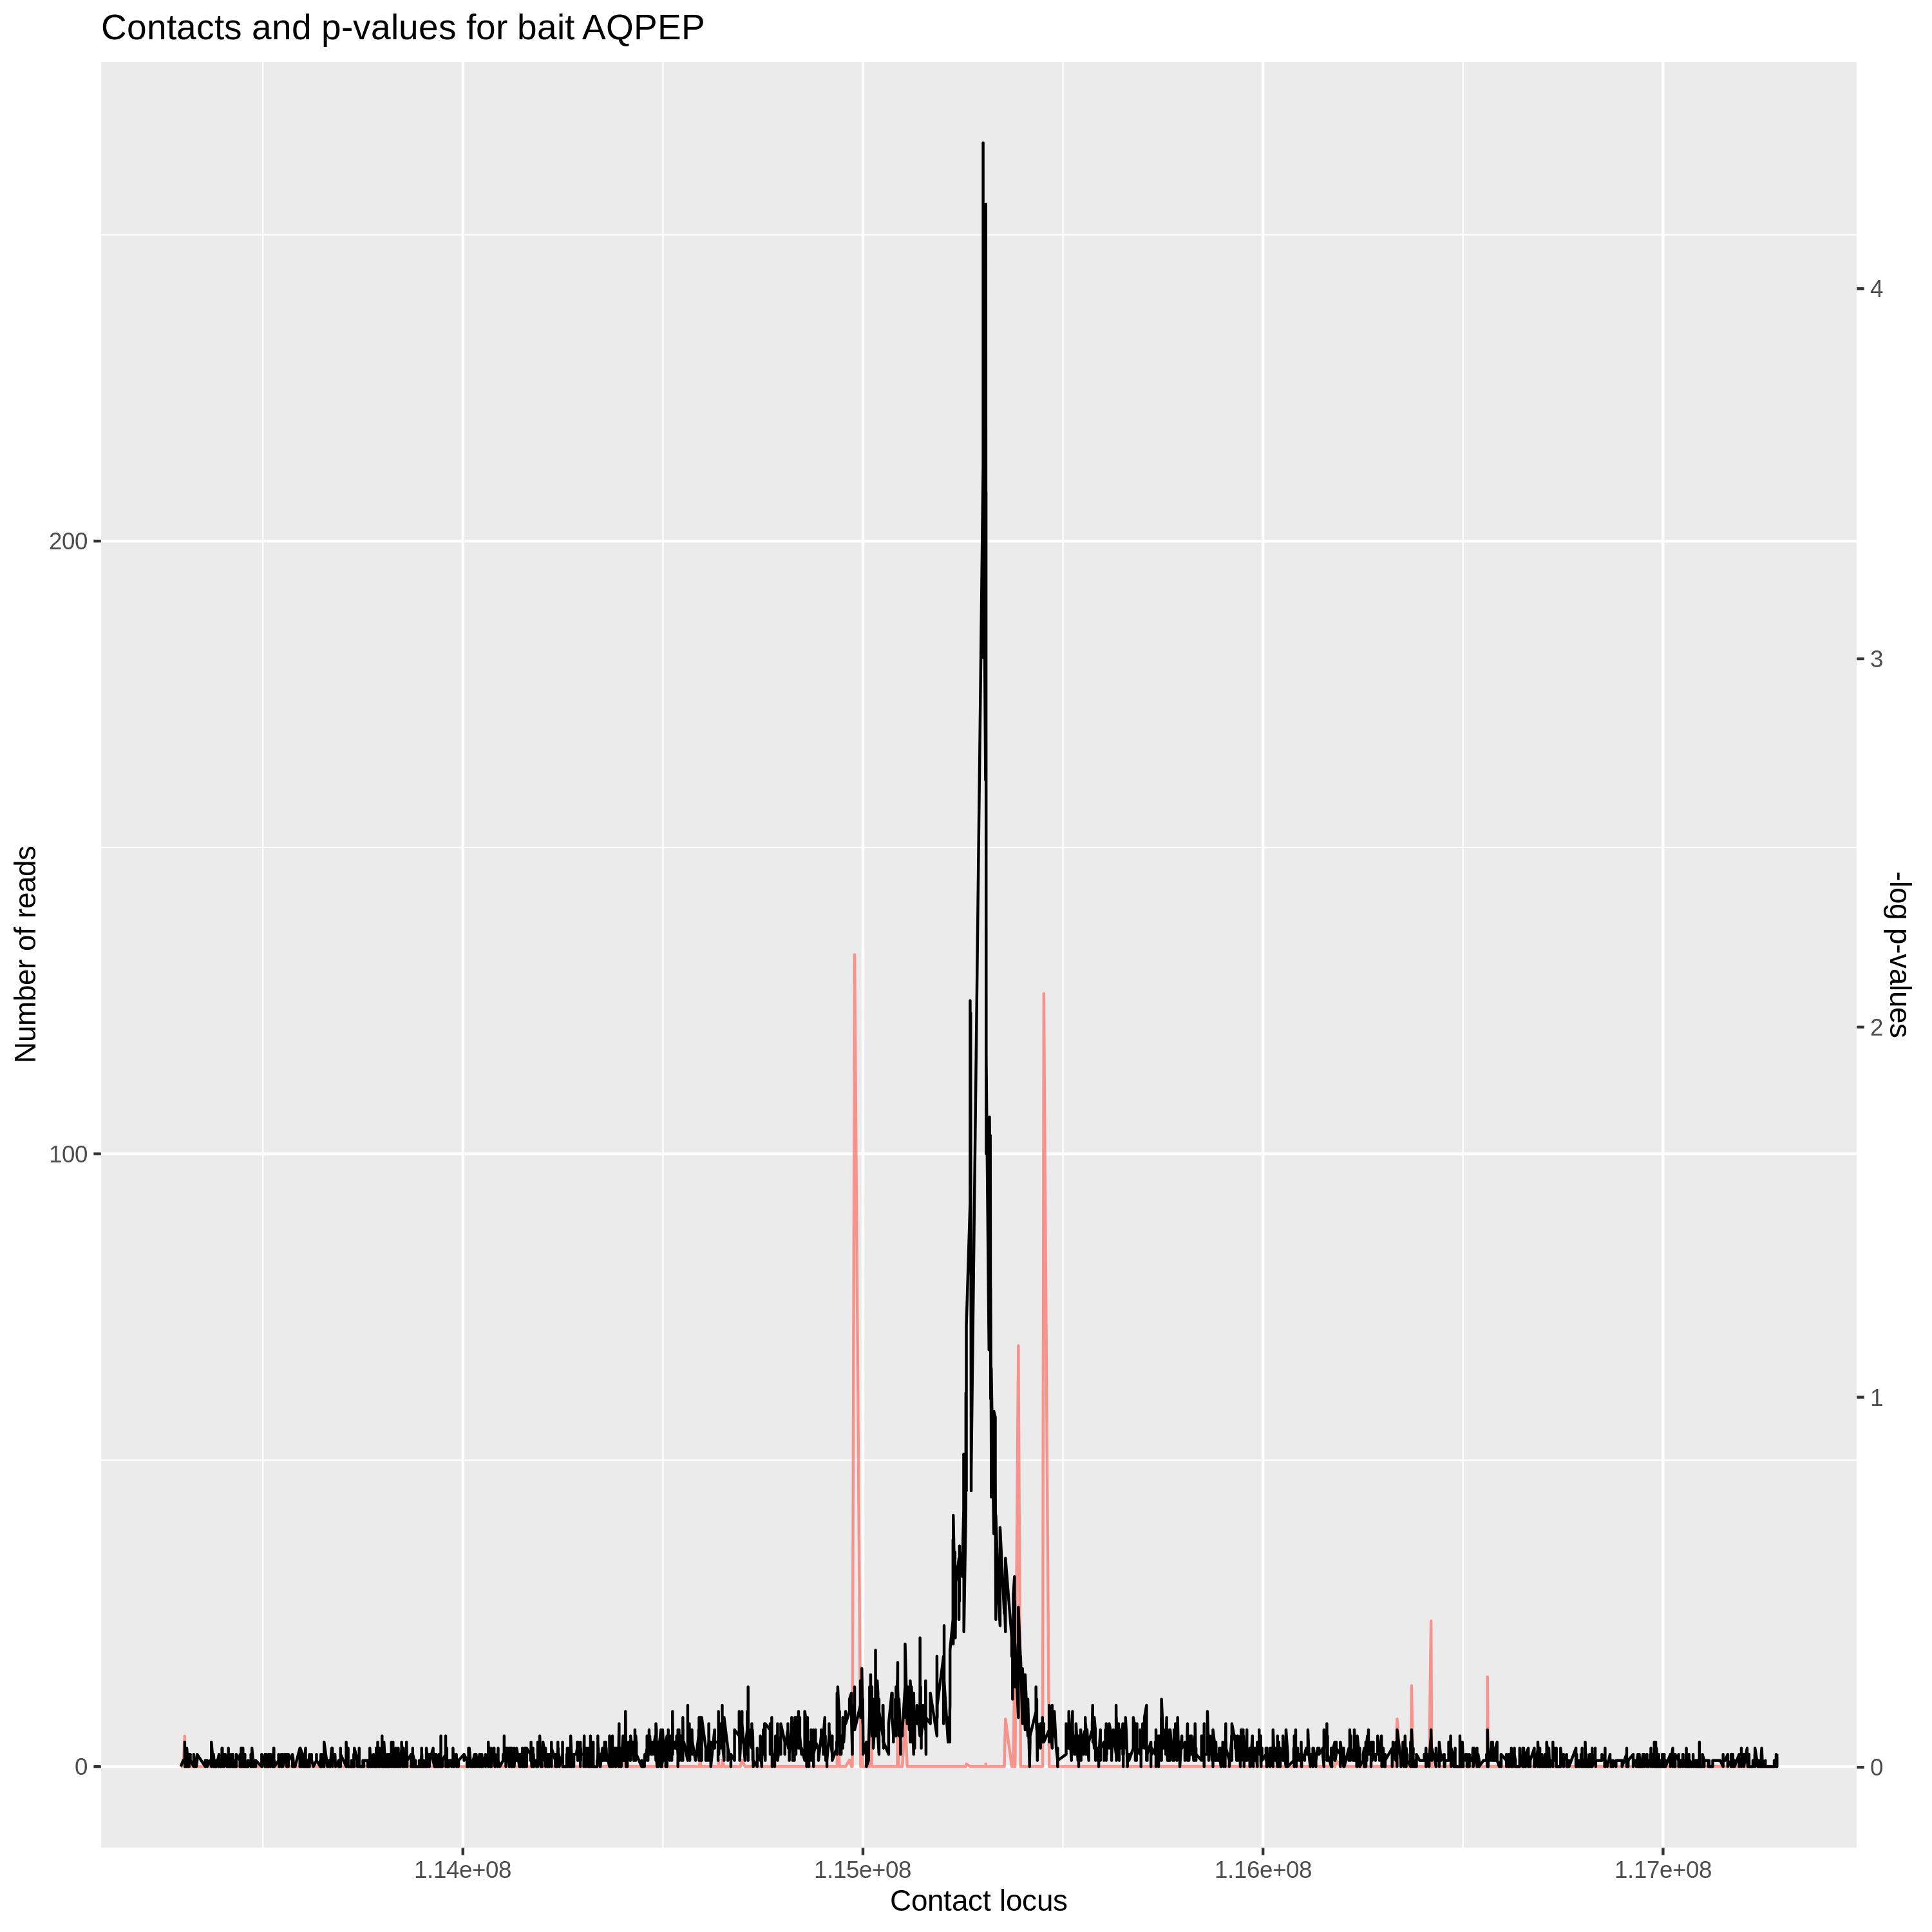 Contacts and p-values for bait AQPEP
Number of reads
200
100
0
4
3
2
1
0
-log p-values
1.14e+08
1.15e+08
1.16e+08
1.17e+08
Contact locus